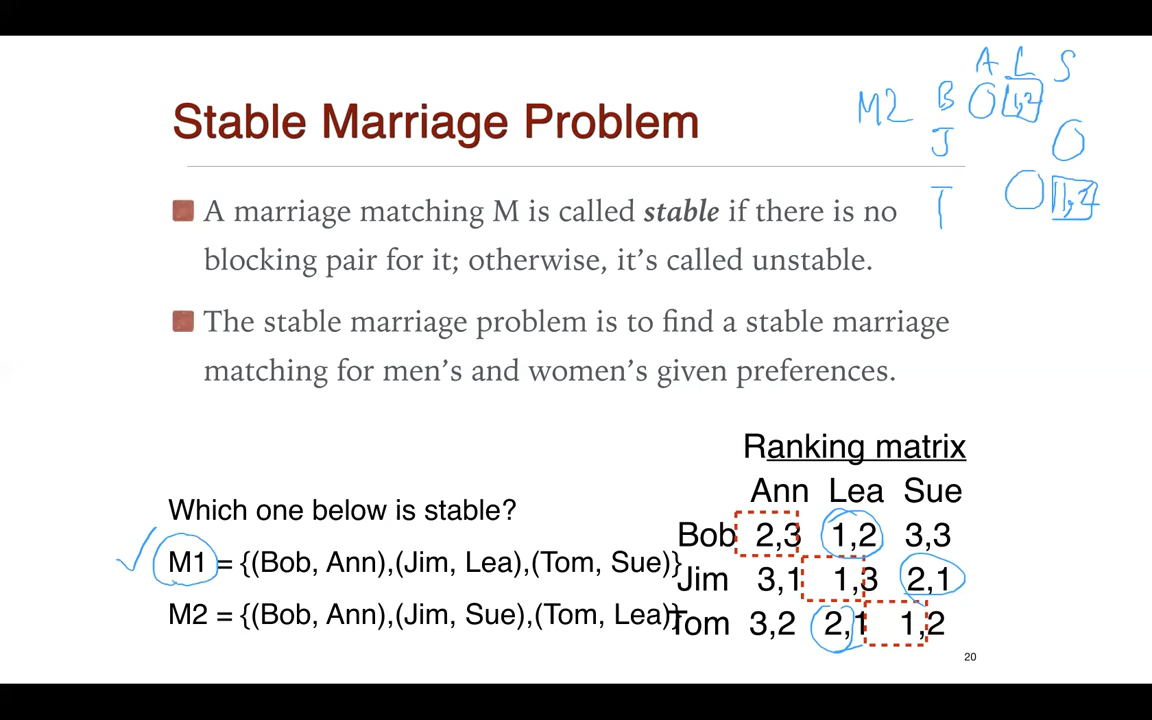 A L S
M2 B 1,2
J
T 1,2
Stable Marriage Problem
A marriage matching M is called stable if there is no
blocking pair for it; otherwise, it’s called unstable.
The stable marriage problem is to find a stable marriage
matching for men’s and women’s given preferences.
Ranking matrix
Ann Lea Sue
Bob 2,3 1,2 3,3
Jim 3,1 1,3 2,1
Tom 3,2 2,1 1,2
Which one below is stable?
M1 = {(Bob, Ann),(Jim, Lea),(Tom, Sue)}
M2 = {(Bob, Ann),(Jim, Sue),(Tom, Lea)}
20